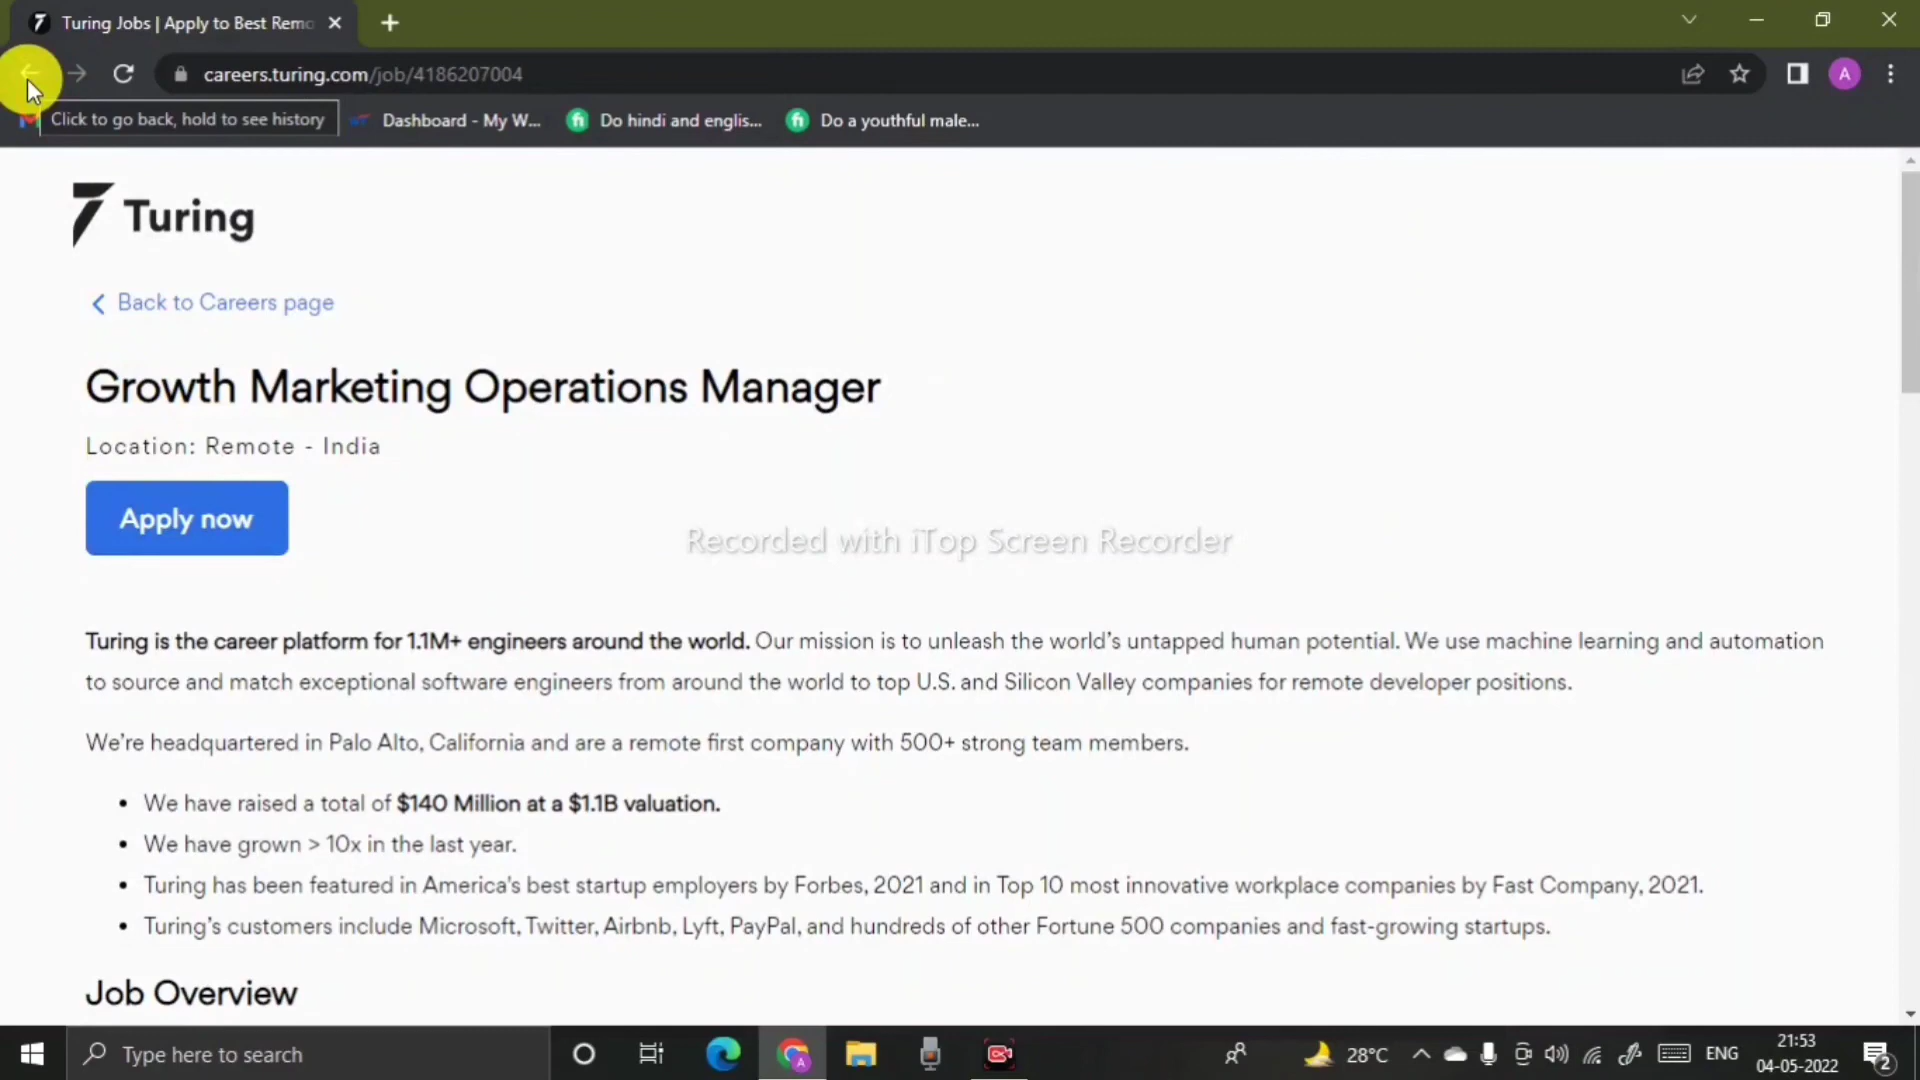 Turing Jobs | Apply to Best Remo
careers.turing.com/job/4186207004
A
Click to go back, hold to see history
Dashboard - My W...
Do hindi and englis...
Do a youthful male...
Turing
Back to Careers page
Growth Marketing Operations Manager
Location: Remote - India
Apply now
Recorded with iTop Screen Recorder
Turing is the career platform for 1.1M+ engineers around the world. Our mission is to unleash the world's untapped human potential. We use machine learning and automation
to source and match exceptional software engineers from around the world to top U.S. and Silicon Valley companies for remote developer positions.
We're headquartered in Palo Alto, California and are a remote first company with 500+ strong team members.
• We have raised a total of $140 Million at a $1.1B valuation.
• We have grown > 10x in the last year.
• Turing has been featured in America's best startup employers by Forbes, 2021 and in Top 10 most innovative workplace companies by Fast Company, 2021.
• Turing's customers include Microsoft, Twitter, Airbnb, Lyft, PayPal, and hundreds of other Fortune 500 companies and fast-growing startups.
Job Overview
Type here to search
28°C
ENG
21:53
04-05-2022
2